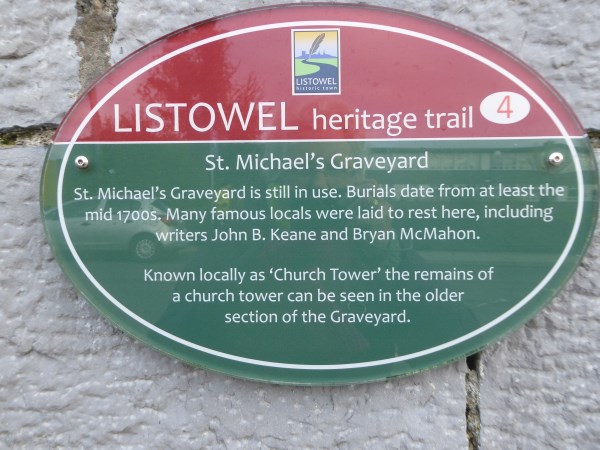 LISTOWEL
historic town
LISTOWEL heritage trail 4
St. Michael's Graveyard
St. Michael's Graveyard is still in use. Burials date from at least the
mid 1700s. Many famous locals were laid to rest here, including
writers John B. Keane and Bryan McMahon.
Known locally as ‘Church Tower’ the remains of
a church tower can be seen in the older
section of the Graveyard.